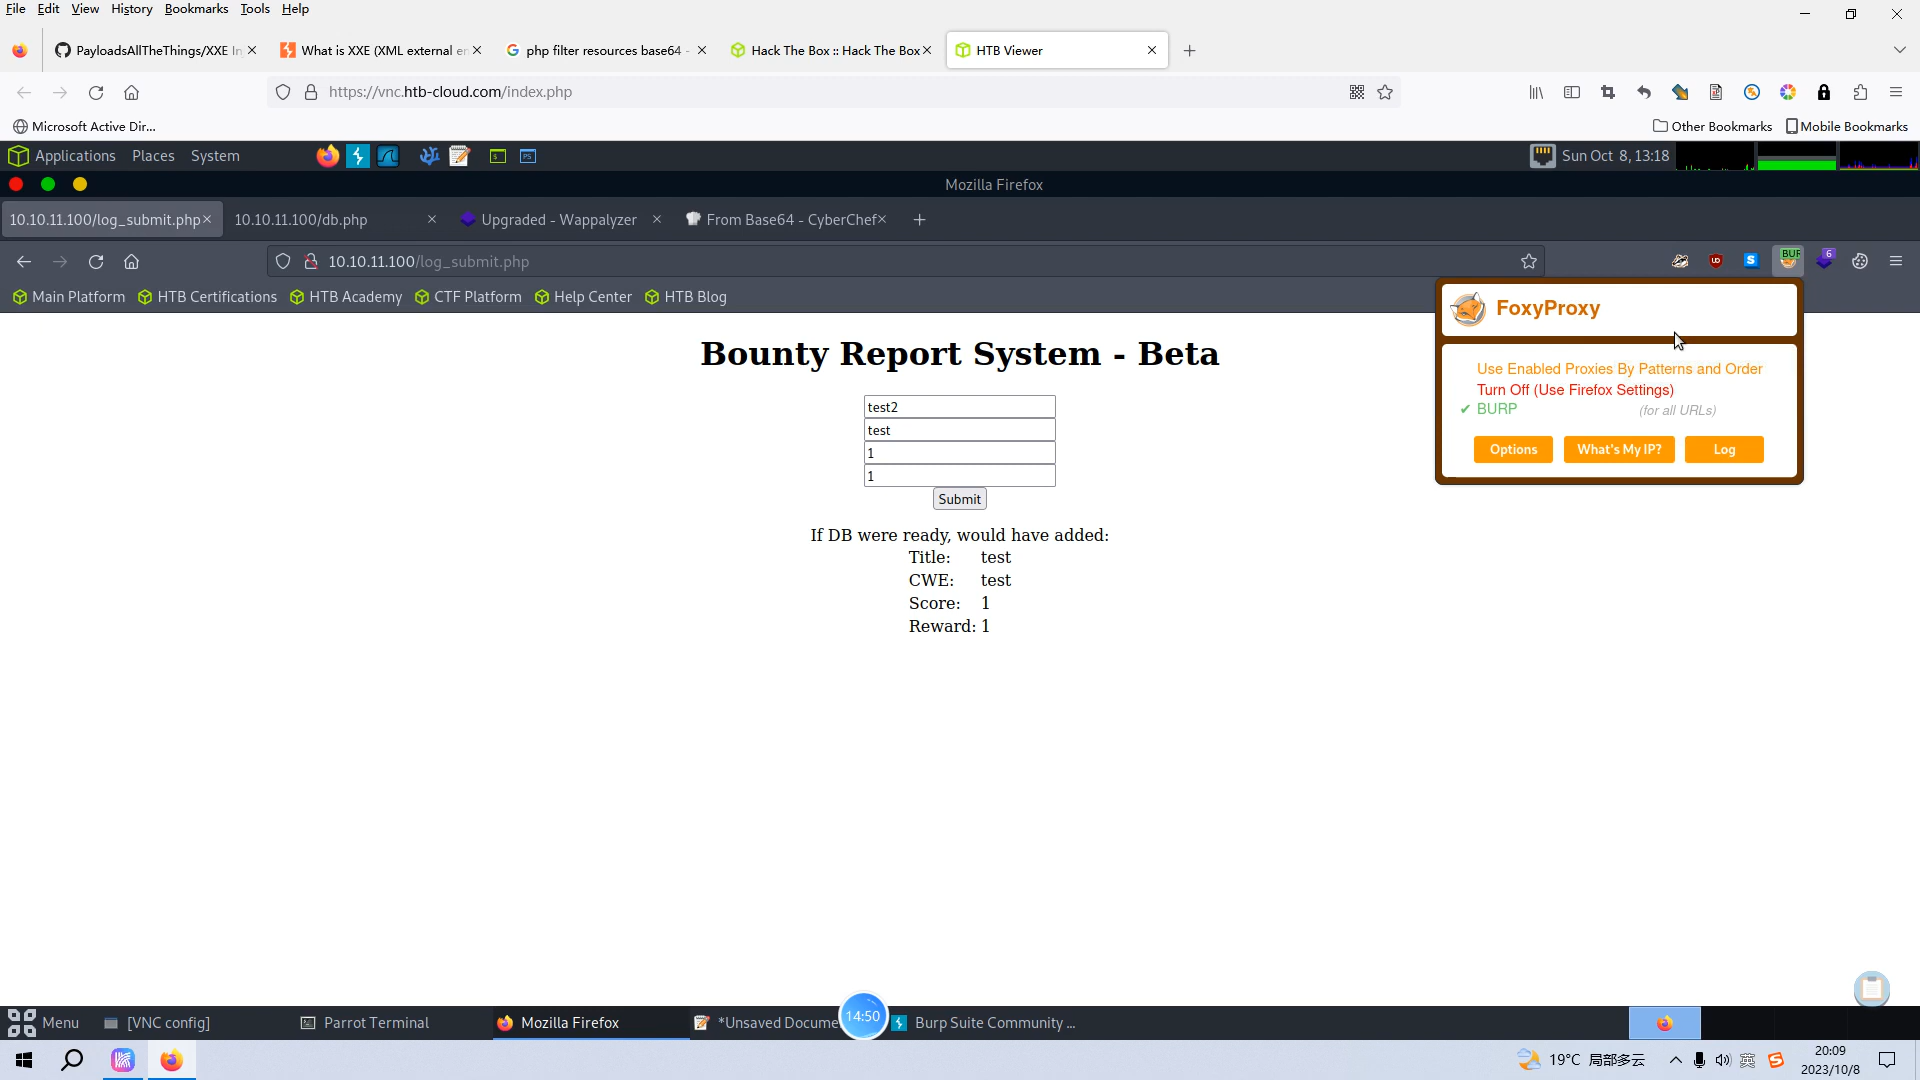 File Edit View History Bookmarks Tools Help
PayloadsAllTheThings/XXE In
What is XXE (XML external en
php filter resources base64 -
Hack The Box :: Hack The Box
HTB Viewer
https://vnc.htb-cloud.com/index.php
Microsoft Active Dir...
Other Bookmarks
Mobile Bookmarks
Applications Places System
Sun Oct 8, 13:18
Mozilla Firefox
10.10.11.100/log_submit.php
10.10.11.100/db.php
Upgraded - Wappalyzer
From Base64 - CyberChef
10.10.11.100/log_submit.php
BUF
6
Main Platform
HTB Certifications
HTB Academy
CTF Platform
Help Center
HTB Blog
FoxyProxy
Use Enabled Proxies By Patterns and Order
Turn Off (Use Firefox Settings)
✔ BURP (for all URLs)
Options What's My IP? Log
Bounty Report System - Beta
test2
test
1
1
Submit
If DB were ready, would have added:
Title: test
CWE: test
Score: 1
Reward: 1
Menu
[VNC config]
Parrot Terminal
Mozilla Firefox
*Unsaved Docume
14:50
Burp Suite Community ...
19°C 局部多云
英
20:09
2023/10/8